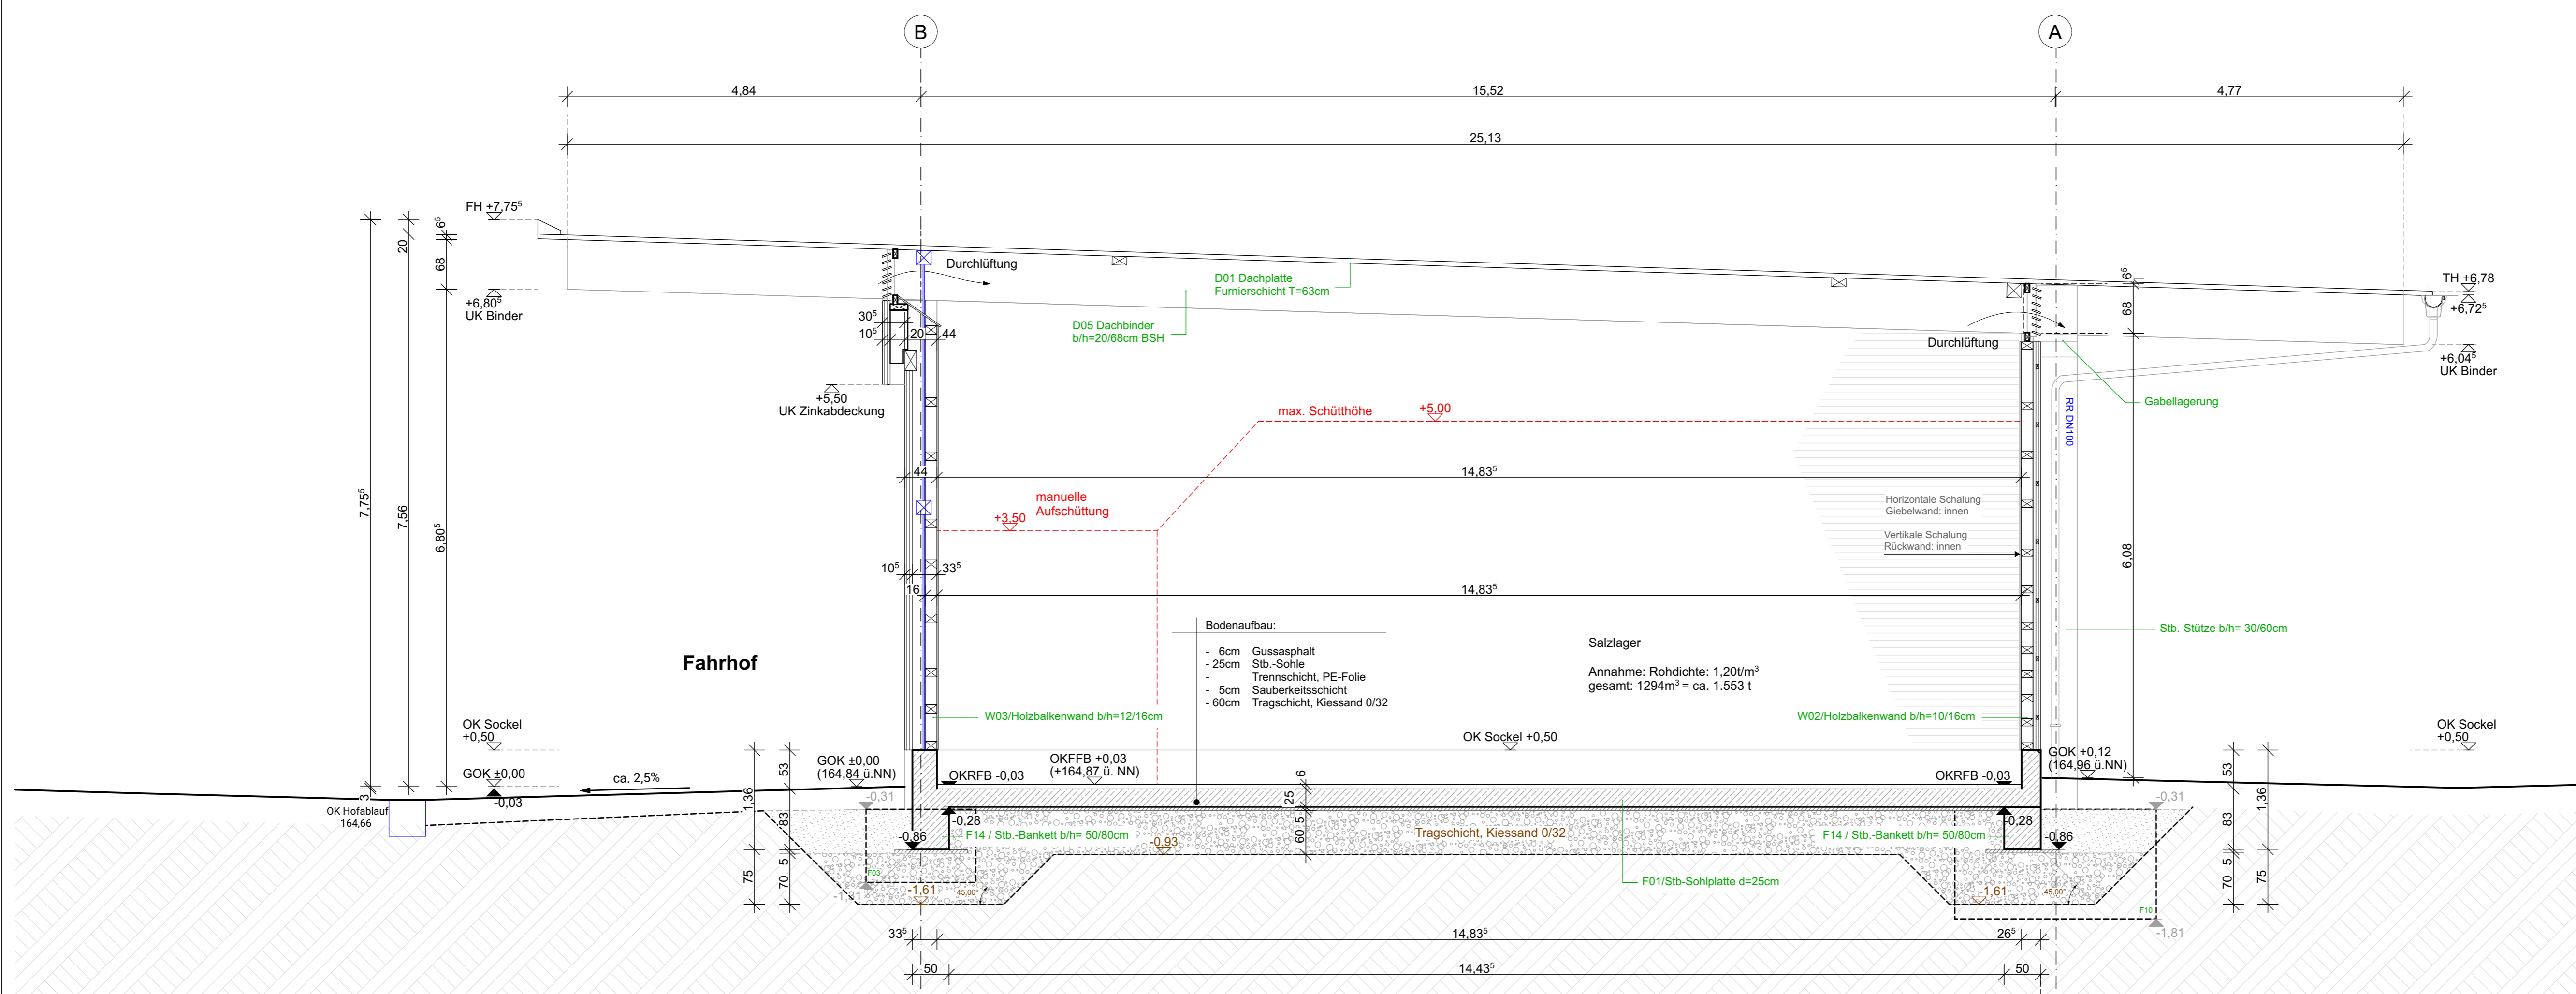 B
A
4,84
15,52
4,77
25,13
FH +7,75⁵
7,75⁵
20
7,56
6⁵
68
6,80⁵
+6,80⁵
UK Binder
Durchlüftung
D01 Dachplatte
Furnierschicht T=63cm
D05 Dachbinder
b/h=20/68cm BSH
30⁵
10⁵
20
44
+5,50
UK Zinkabdeckung
6⁵
68
6,08
Durchlüftung
TH +6,78
+6,72⁵
+6,04⁵
UK Binder
Gabellagerung
RR DN100
max. Schütthöhe
+5,00
44
14,83⁵
manuelle
Aufschüttung
+3,50
Horizontale Schalung
Giebelwand: innen
Vertikale Schalung
Rückwand: innen
10⁵
33⁵
16
14,83⁵
Bodenaufbau:
- 6cm Gussasphalt
- 25cm Stb.-Sohle
- Trennschicht, PE-Folie
- 5cm Sauberkeitsschicht
- 60cm Tragschicht, Kiessand 0/32
Salzlager
Annahme: Rohdichte: 1,20t/m³
gesamt: 1294m³ = ca. 1.553 t
Stb.-Stütze b/h= 30/60cm
Fahrhof
W03/Holzbalkenwand b/h=12/16cm
W02/Holzbalkenwand b/h=10/16cm
OK Sockel
+0,50
GOK ±0,00
-0,03
3
ca. 2,5%
OK Hofablauf
164,66
GOK ±0,00
(164,84 ü.NN)
OKRFB -0,03
OKFFB +0,03
(+164,87 ü. NN)
OK Sockel +0,50
OKRFB -0,03
GOK +0,12
(164,96 ü.NN)
OK Sockel
+0,50
1,36
75
53
83
5
70
-0,31
-0,86
-0,28
F14 / Stb.-Bankett b/h= 50/80cm
-0,93
6
25
5
60
Tragschicht, Kiessand 0/32
F14 / Stb.-Bankett b/h= 50/80cm
-0,28
-0,86
-0,31
53
83
5
70
1,36
75
F03
-1,61
45,00°
F01/Stb-Sohlplatte d=25cm
-1,61
45,00°
F10
-1,81
33⁵
14,83⁵
26⁵
50
14,43⁵
50